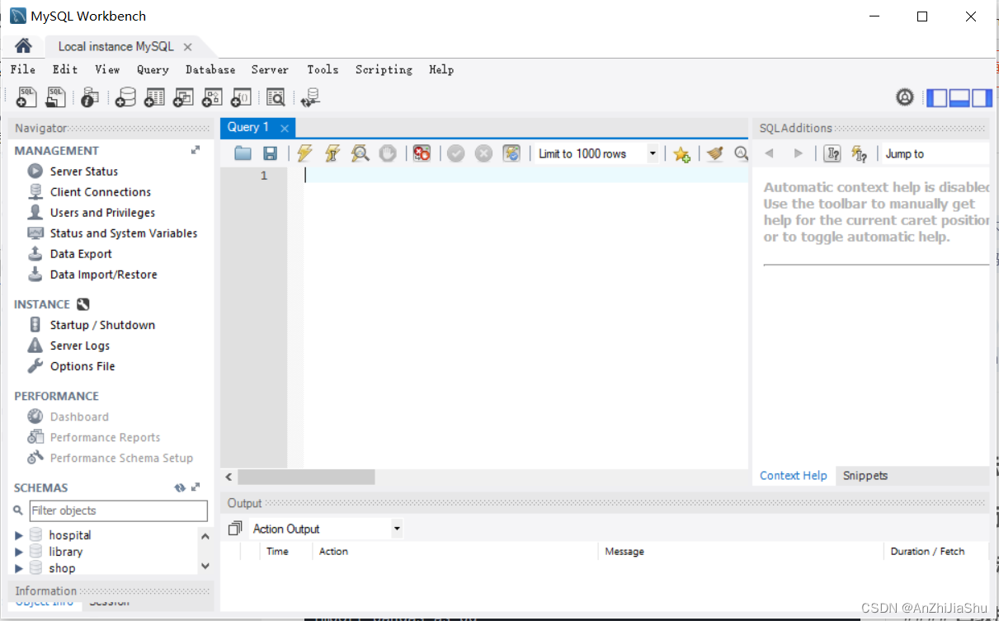 MySQL Workbench
Local instance MySQL
File Edit View Query Database Server Tools Scripting Help
Navigator
MANAGEMENT
Server Status
Client Connections
Users and Privileges
Status and System Variables
Data Export
Data Import/Restore
INSTANCE
Startup / Shutdown
Server Logs
Options File
PERFORMANCE
Dashboard
Performance Reports
Performance Schema Setup
SCHEMAS
Filter objects
hospital
library
shop
Information
Object Info Session
Query 1
Limit to 1000 rows
1
SQLAdditions
Jump to
Automatic context help is disabled
Use the toolbar to manually get
help for the current caret position
or to toggle automatic help.
Context Help Snippets
Output
Action Output
Time Action Message Duration / Fetch
CSDN @AnZhiJiaShu